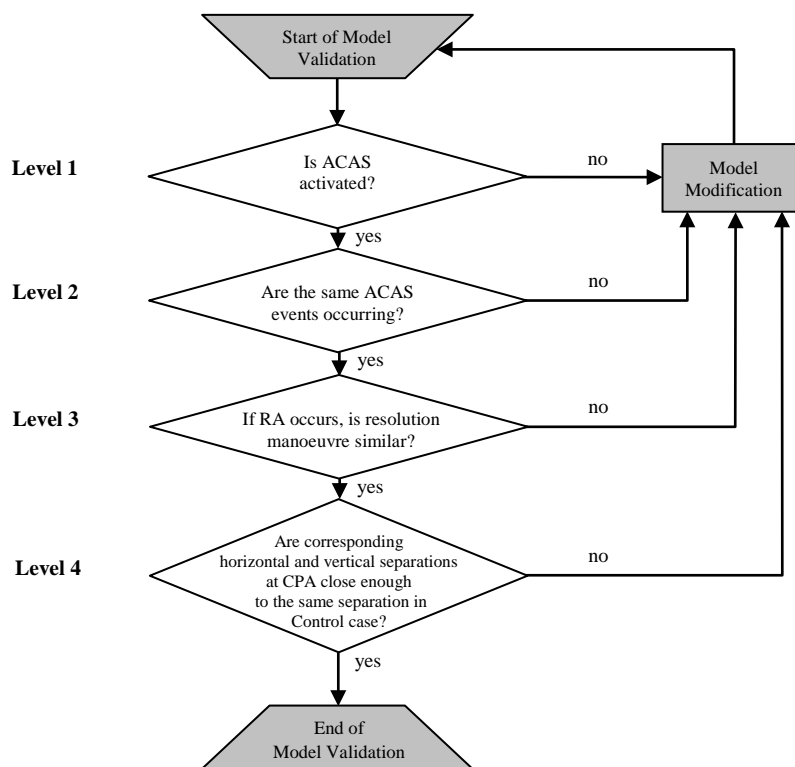 Start of Model
Validation
Level 1
Is ACAS
activated?
no
Model
Modification
yes
Level 2
Are the same ACAS
events occurring?
no
yes
Level 3
If RA occurs, is resolution
manoeuvre similar?
no
yes
Level 4
Are corresponding
horizontal and vertical separations
at CPA close enough
to the same separation in
Control case?
no
yes
End of
Model Validation